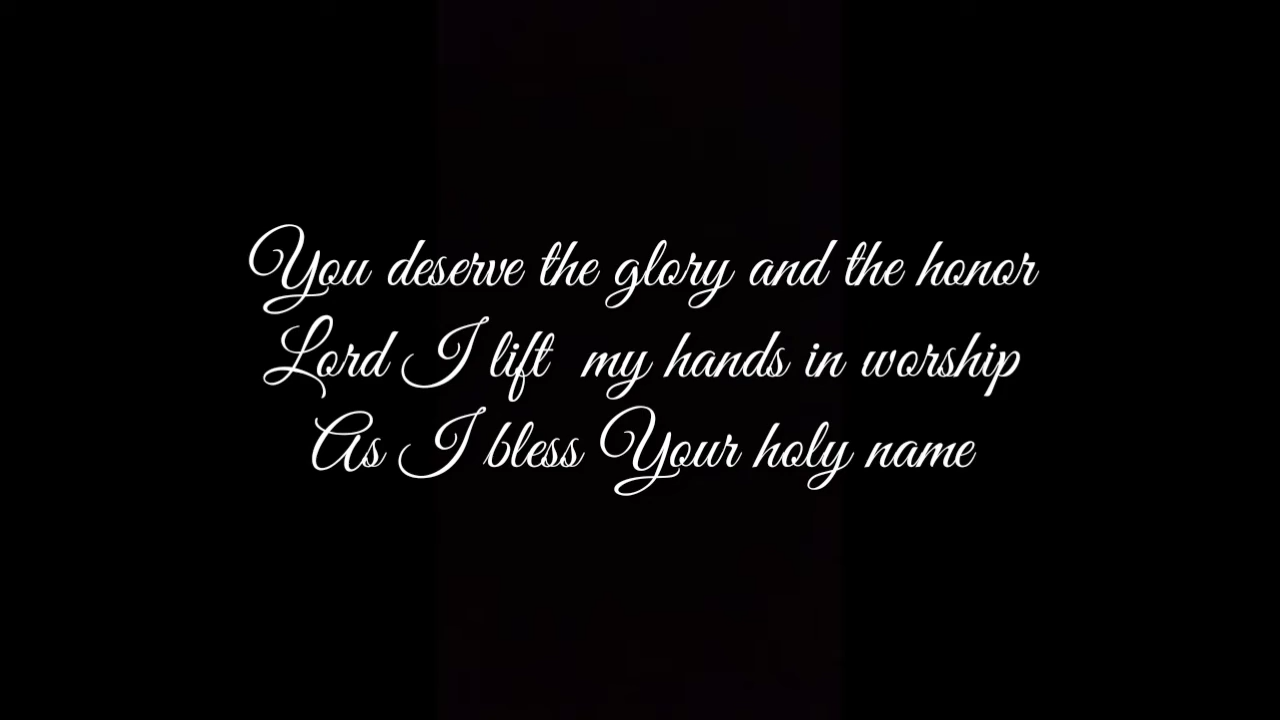 You deserve the glory and the honor
Lord I lift my hands in worship
As I bless Your holy name